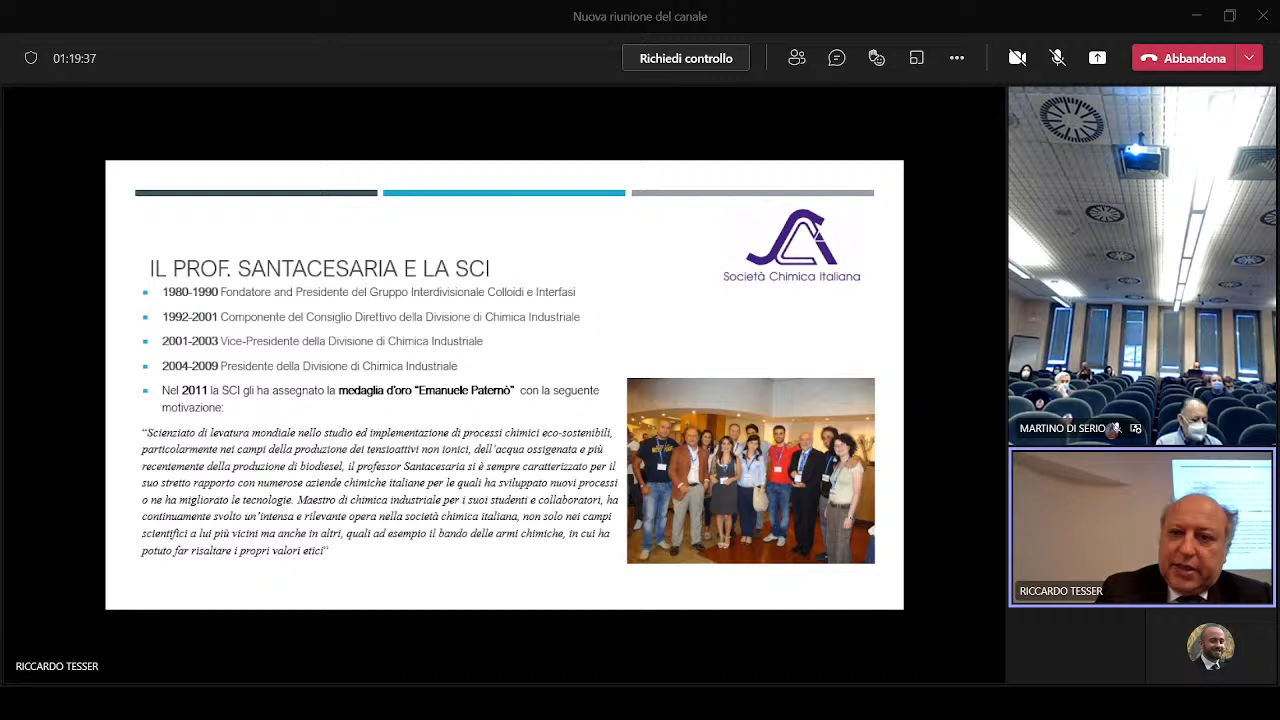 Nuova riunione del canale
01:19:37
Richiedi controllo
Abbandona
Società Chimica Italiana
IL PROF. SANTACESARIA E LA SCI
1980-1990 Fondatore and Presidente del Gruppo Interdivisionale Colloidi e Interfasi
1992-2001 Componente del Consiglio Direttivo della Divisione di Chimica Industriale
2001-2003 Vice-Presidente della Divisione di Chimica Industriale
2004-2009 Presidente della Divisione di Chimica Industriale
Nel 2011 la SCI gli ha assegnato la medaglia d'oro “Emanuele Paternò” con la seguente
motivazione:
“Scienziato di levatura mondiale nello studio ed implementazione di processi chimici eco-sostenibili,
particolarmente nei campi della produzione dei tensioattivi non ionici, dell'acqua ossigenata e più
recentemente della produzione di biodiesel, il professor Santacesaria si è sempre caratterizzato per il
suo stretto rapporto con numerose aziende chimiche italiane per le quali ha sviluppato nuovi processi
o ne ha migliorato le tecnologie. Maestro di chimica industriale per i suoi studenti e collaboratori, ha
continuamente svolto un'intensa e rilevante opera nella società chimica italiana, non solo nei campi
scientifici a lui più vicini ma anche in altri, quali ad esempio il bando delle armi chimiche, in cui ha
potuto far risaltare i propri valori etici”
MARTINO DI SERIO
RICCARDO TESSER
RICCARDO TESSER